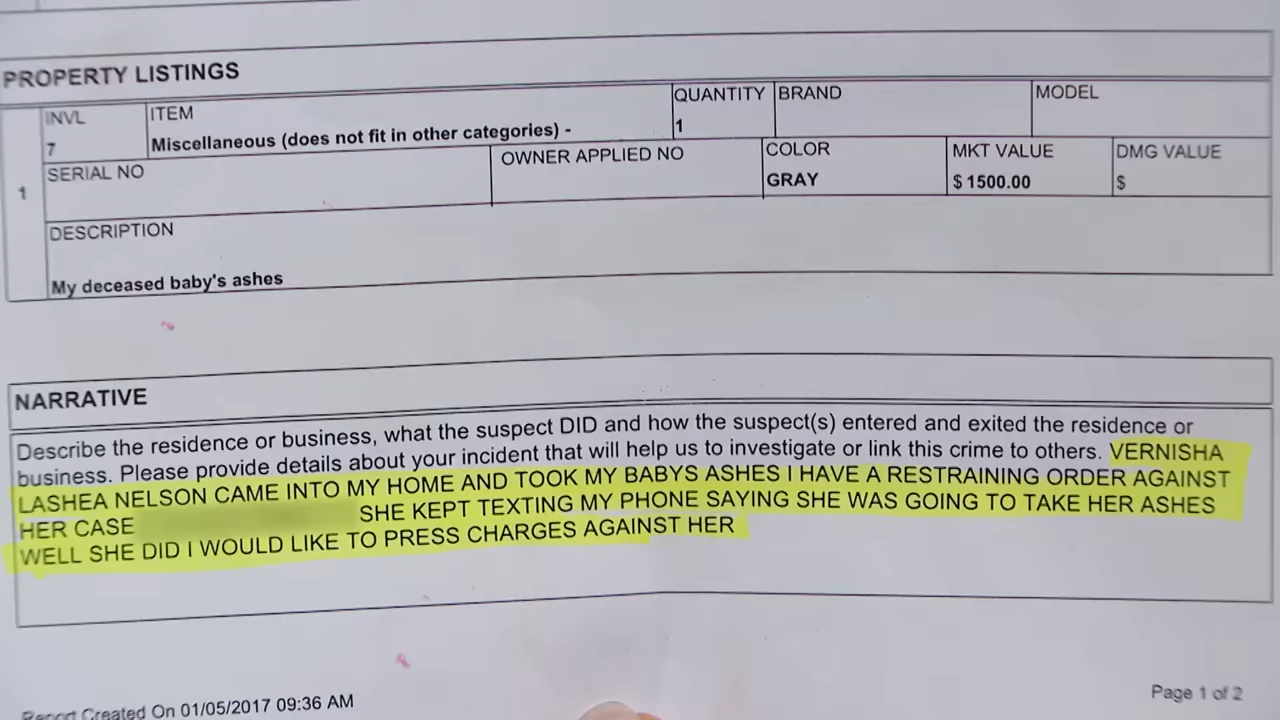 PROPERTY LISTINGS
INVL ITEM QUANTITY BRAND MODEL
7 Miscellaneous (does not fit in other categories) - 1
1
SERIAL NO OWNER APPLIED NO COLOR MKT VALUE DMG VALUE
GRAY $ 1500.00 $
DESCRIPTION
My deceased baby's ashes
NARRATIVE
Describe the residence or business, what the suspect DID and how the suspect(s) entered and exited the residence or
business. Please provide details about your incident that will help us to investigate or link this crime to others. VERNISHA
LASHEA NELSON CAME INTO MY HOME AND TOOK MY BABYS ASHES I HAVE A RESTRAINING ORDER AGAINST
HER CASE SHE KEPT TEXTING MY PHONE SAYING SHE WAS GOING TO TAKE HER ASHES
WELL SHE DID I WOULD LIKE TO PRESS CHARGES AGAINST HER
Report Created On 01/05/2017 09:36 AM
Page 1 of 2